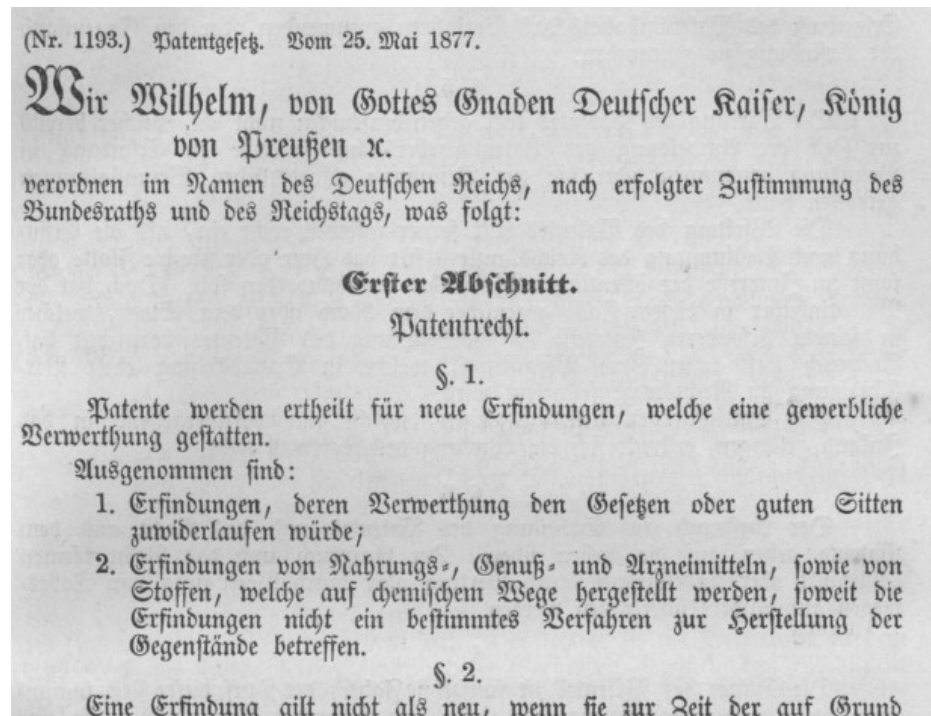 (Nr. 1193.) Patentgesetz. Vom 25. Mai 1877.
Wir Wilhelm, von Gottes Gnaden Deutscher Kaiser, König
von Preußen ꝛc.
verordnen im Namen des Deutschen Reichs, nach erfolgter Zustimmung des
Bundesraths und des Reichstags, was folgt:
Erster Abschnitt.
Patentrecht.
§. 1.
Patente werden ertheilt für neue Erfindungen, welche eine gewerbliche
Verwerthung gestatten.
Ausgenommen sind:
1. Erfindungen, deren Verwerthung den Gesetzen oder guten Sitten
zuwiderlaufen würde;
2. Erfindungen von Nahrungs-, Genuß- und Arzneimitteln, sowie von
Stoffen, welche auf chemischem Wege hergestellt werden, soweit die
Erfindungen nicht ein bestimmtes Verfahren zur Herstellung der
Gegenstände betreffen.
§. 2.
Eine Erfindung gilt nicht als neu, wenn sie zur Zeit der auf Grund